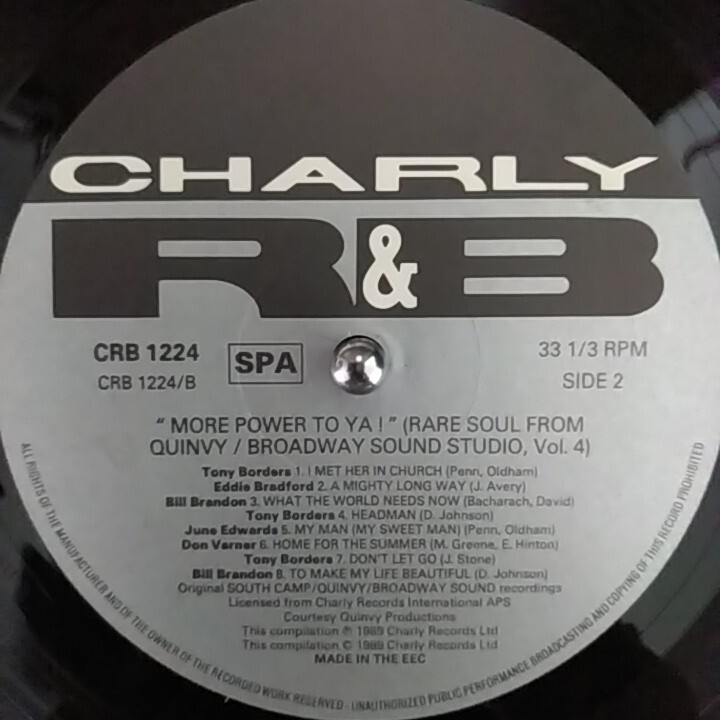 CHARLY
R&B
CRB 1224 SPA 33 1/3 RPM
CRB 1224/B SIDE 2
“ MORE POWER TO YA ! ” (RARE SOUL FROM
QUINVY / BROADWAY SOUND STUDIO, Vol. 4)
Tony Borders 1. I MET HER IN CHURCH (Penn, Oldham)
Eddie Bradford 2. A MIGHTY LONG WAY (J. Avery)
Bill Brandon 3. WHAT THE WORLD NEEDS NOW (Bacharach, David)
Tony Borders 4. HEADMAN (D. Johnson)
June Edwards 5. MY MAN (MY SWEET MAN) (Penn, Oldham)
Don Varner 6. HOME FOR THE SUMMER (M. Greene, E. Hinton)
Tony Borders 7. DON'T LET GO (J. Stone)
Bill Brandon 8. TO MAKE MY LIFE BEAUTIFUL (D. Johnson)
Original SOUTH CAMP/QUINVY/BROADWAY SOUND recordings
Licensed from Charly Records International APS
Courtesy Quinvy Productions
This compilation ℗ 1989 Charly Records Ltd
This compilation © 1989 Charly Records Ltd
MADE IN THE EEC
ALL RIGHTS OF THE MANUFACTURER AND OF THE OWNER OF THE RECORDED WORK RESERVED - UNAUTHORIZED PUBLIC PERFORMANCE BROADCASTING AND COPYING OF THIS RECORD PROHIBITED